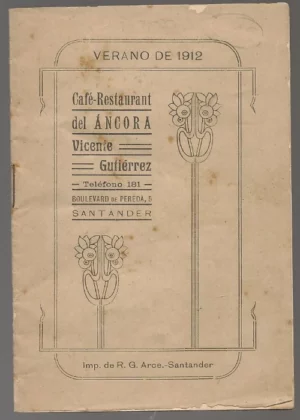 VERANO DE 1912
Café-Restaurant
del ÁNCORA
Vicente
Gutiérrez
— Teléfono 181 —
BOULEVARD DE PEREDA, 5
SANTANDER
Imp. de R. G. Arce.-Santander